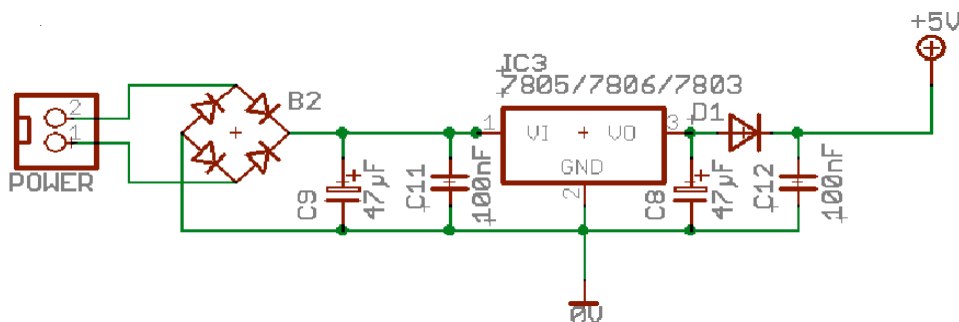 +5V
IC3
7805/7806/7803
B2
D1
2
1
POWER
1
VI
VO
3
GND
2
C9
47µF
C11
100nF
C8
47µF
C12
100nF
0V